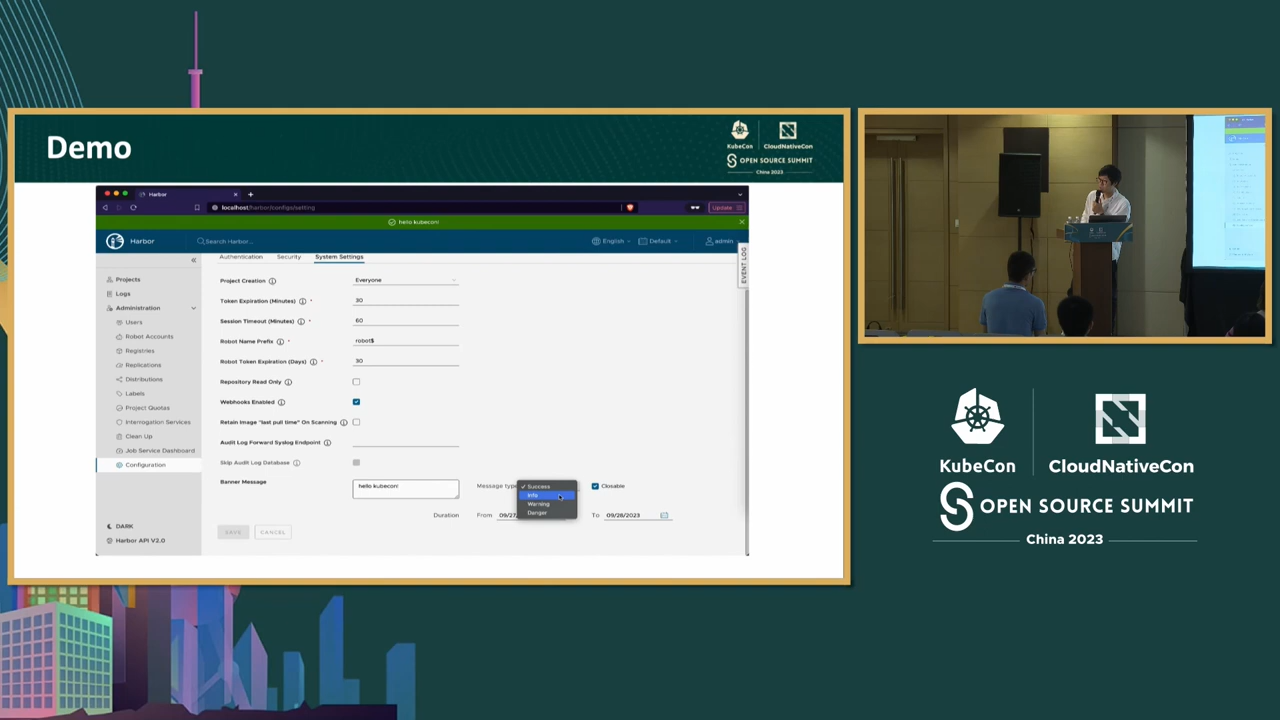 Demo
KubeCon
CloudNativeCon
OPEN SOURCE SUMMIT
China 2023
Harbor
localhost/harbor/configs/setting
Update
hello kubecon!
Harbor
Search Harbor...
English
Default
admin
EVENT LOG
Authentication
Security
System Settings
Projects
Logs
Administration
Users
Robot Accounts
Registries
Replications
Distributions
Labels
Project Quotas
Interrogation Services
Clean Up
Job Service Dashboard
Configuration
DARK
Harbor API V2.0
Project Creation
Everyone
Token Expiration (Minutes) *
30
Session Timeout (Minutes) *
60
Robot Name Prefix *
robot$
Robot Token Expiration (Days) *
30
Repository Read Only
Webhooks Enabled
Retain Image "last pull time" On Scanning
Audit Log Forward Syslog Endpoint
Skip Audit Log Database
Banner Message
hello kubecon!
Message type
Success
Info
Warning
Danger
Closable
Duration
From
09/27
To
09/28/2023
SAVE
CANCEL
KubeCon
CloudNativeCon
OPEN SOURCE SUMMIT
China 2023